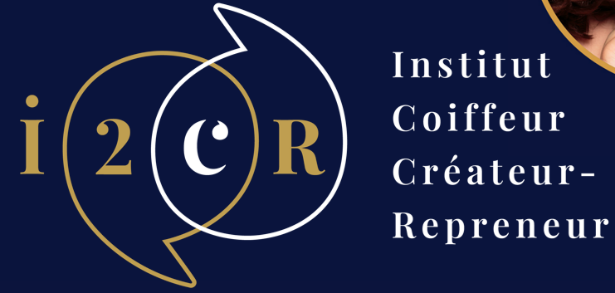 i2CR
Institut
Coiffeur
Créateur-
Repreneur